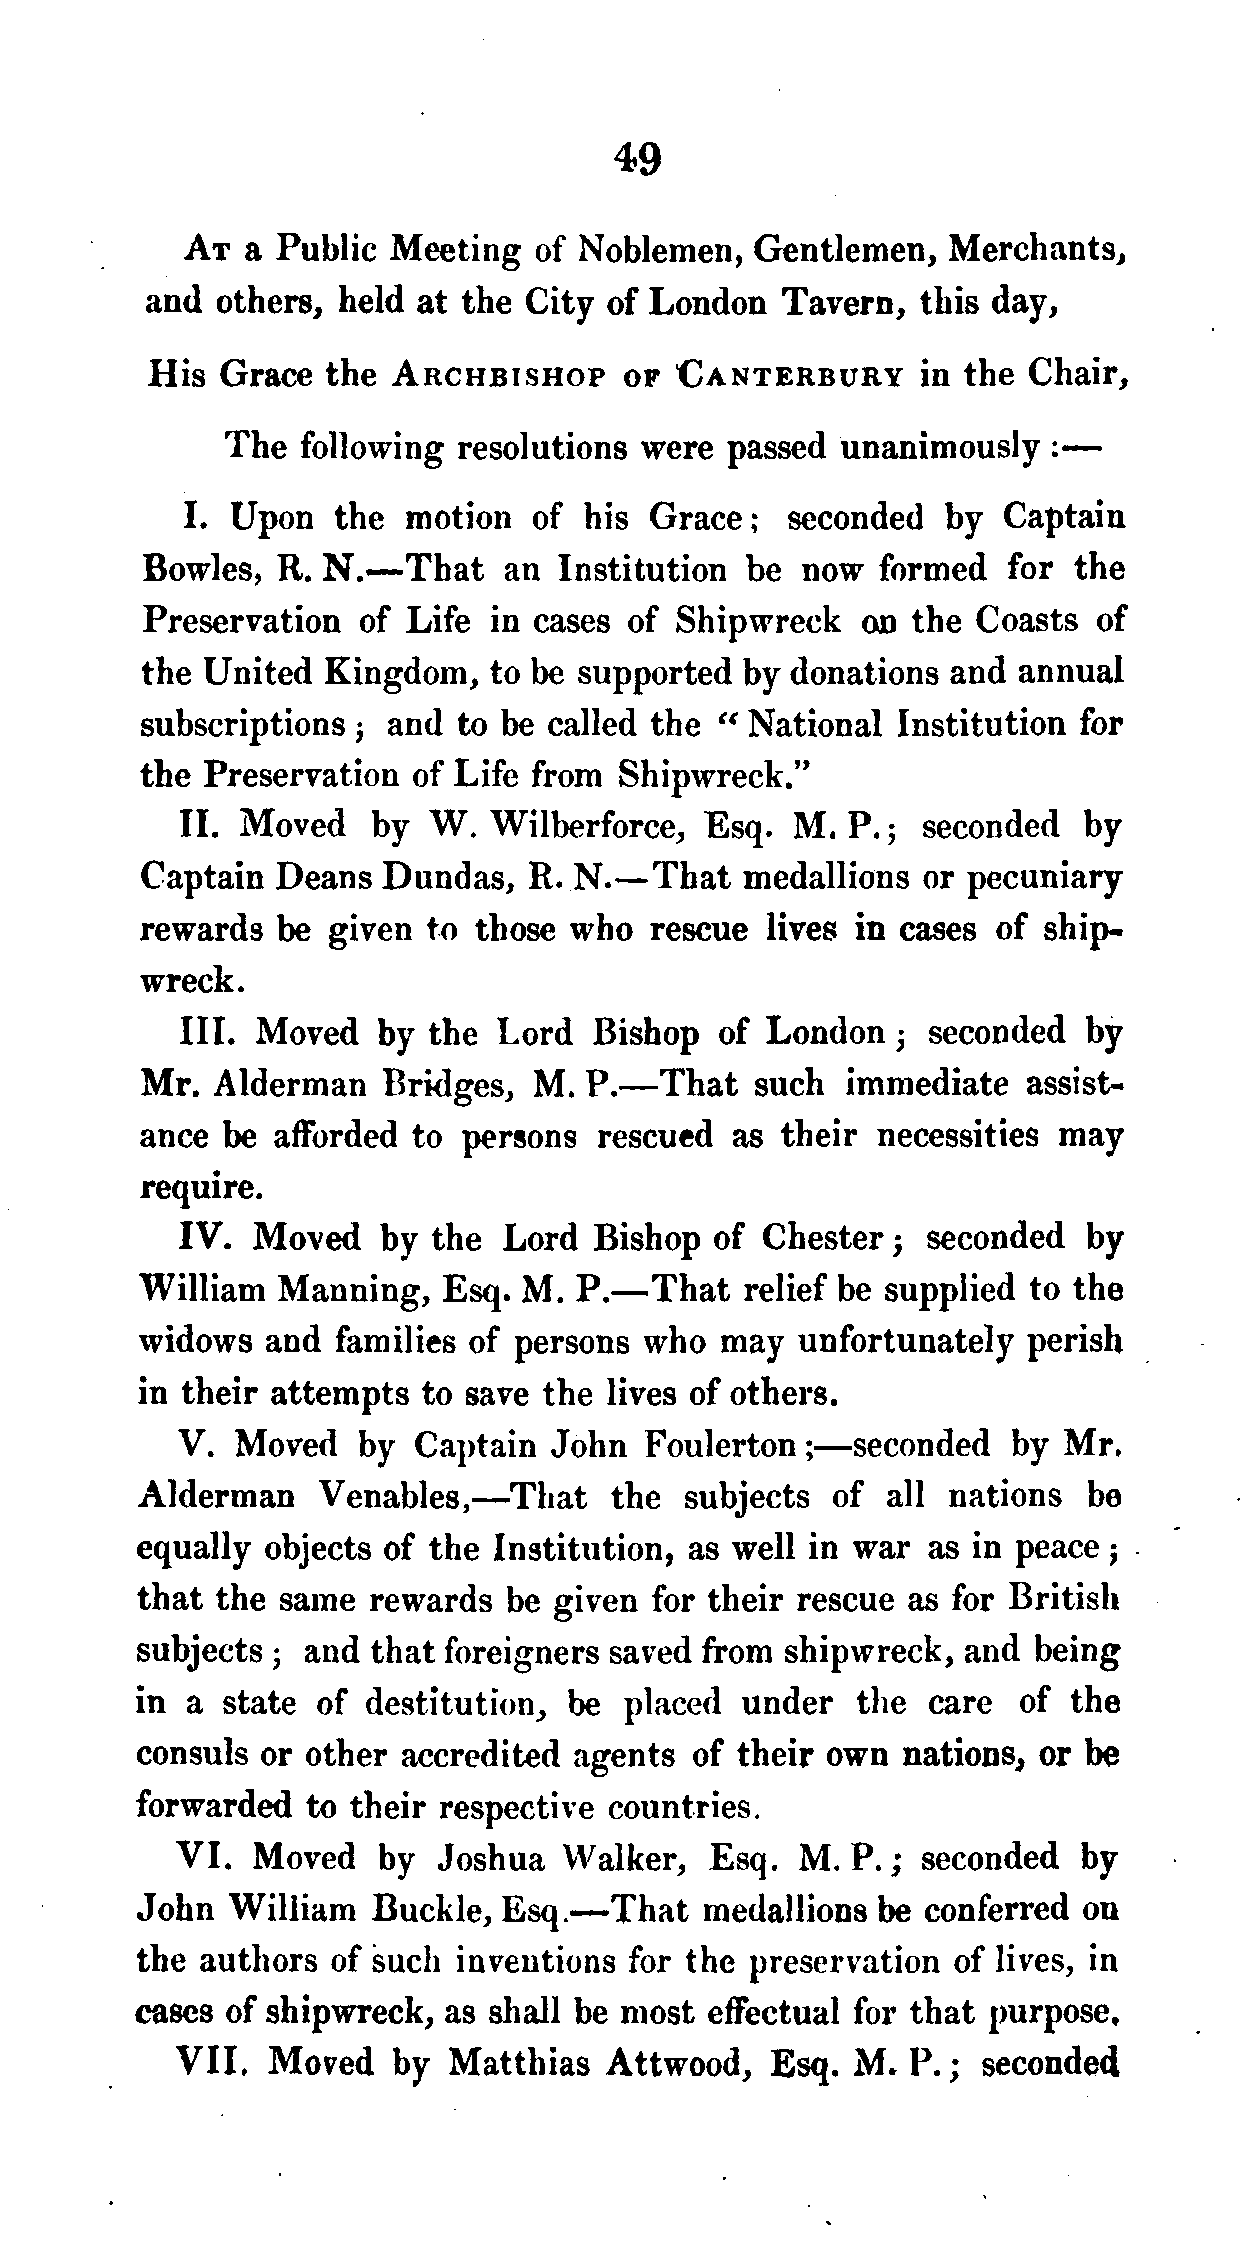 49
At a Public Meeting of Noblemen, Gentlemen, Merchants,
and others, held at the City of London Tavern, this day,
His Grace the ARCHBISHOP OF CANTERBURY in the Chair,
The following resolutions were passed unanimously :—
I. Upon the motion of his Grace; seconded by Captain
Bowles, R. N.—That an Institution be now formed for the
Preservation of Life in cases of Shipwreck on the Coasts of
the United Kingdom, to be supported by donations and annual
subscriptions; and to be called the "National Institution for
the Preservation of Life from Shipwreck."
II. Moved by W. Wilberforce, Esq. M. P.; seconded by
Captain Deans Dundas, R. N.—That medallions or pecuniary
rewards be given to those who rescue lives in cases of ship-
wreck.
III. Moved by the Lord Bishop of London; seconded by
Mr. Alderman Bridges, M. P.—That such immediate assist-
ance be afforded to persons rescued as their necessities may
require.
IV. Moved by the Lord Bishop of Chester; seconded by
William Manning, Esq. M. P.—That relief be supplied to the
widows and families of persons who may unfortunately perish
in their attempts to save the lives of others.
V. Moved by Captain John Foulerton;—seconded by Mr.
Alderman Venables,—That the subjects of all nations be
equally objects of the Institution, as well in war as in peace;
that the same rewards be given for their rescue as for British
subjects; and that foreigners saved from shipwreck, and being
in a state of destitution, be placed under the care of the
consuls or other accredited agents of their own nations, or be
forwarded to their respective countries.
VI. Moved by Joshua Walker, Esq. M. P.; seconded by
John William Buckle, Esq.—That medallions be conferred on
the authors of such inventions for the preservation of lives, in
cases of shipwreck, as shall be most effectual for that purpose.
VII. Moved by Matthias Attwood, Esq. M. P.; seconded